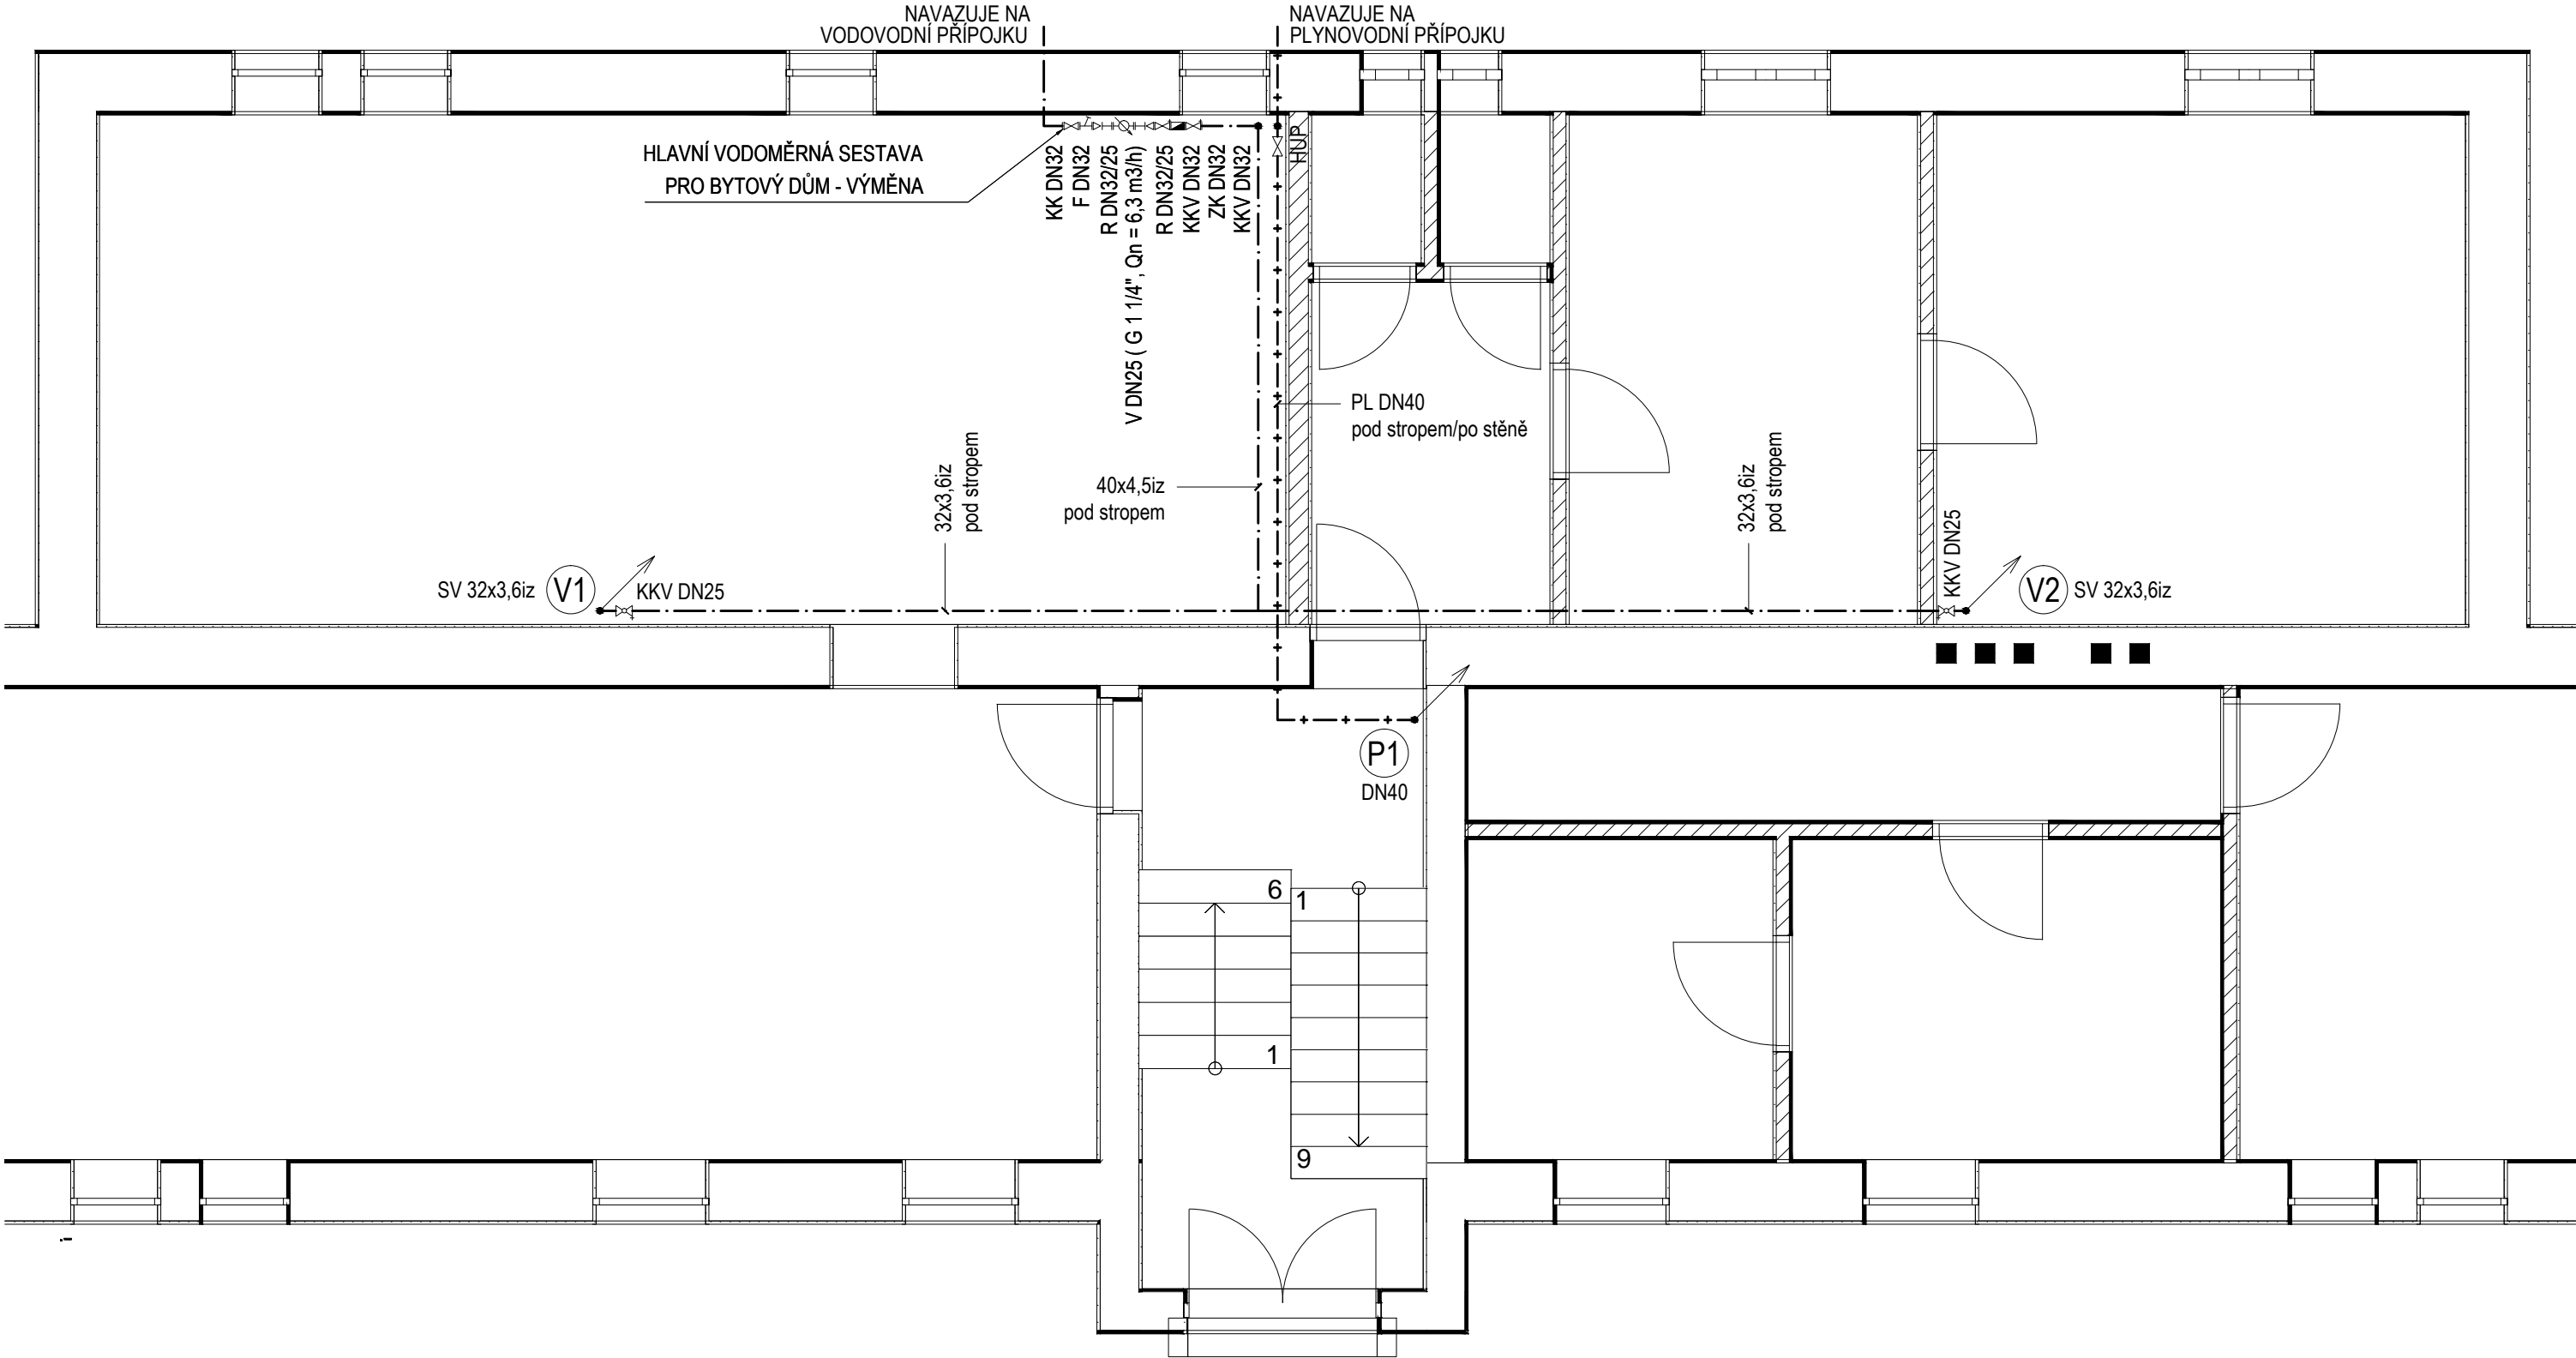 NAVAZUJE NA
VODOVODNÍ PŘÍPOJKU
NAVAZUJE NA
PLYNOVODNÍ PŘÍPOJKU
HLAVNÍ VODOMĚRNÁ SESTAVA
PRO BYTOVÝ DŮM - VÝMĚNA
KK DN32
F DN32
R DN32/25
V DN25 ( G 1 1/4", Qn = 6,3 m3/h)
R DN32/25
KKV DN32
ZK DN32
KKV DN32
HUP
PL DN40
pod stropem/po stěně
32x3,6iz
pod stropem
40x4,5iz
pod stropem
32x3,6iz
pod stropem
SV 32x3,6iz
V1
KKV DN25
KKV DN25
V2
SV 32x3,6iz
P1
DN40
6
1
1
9